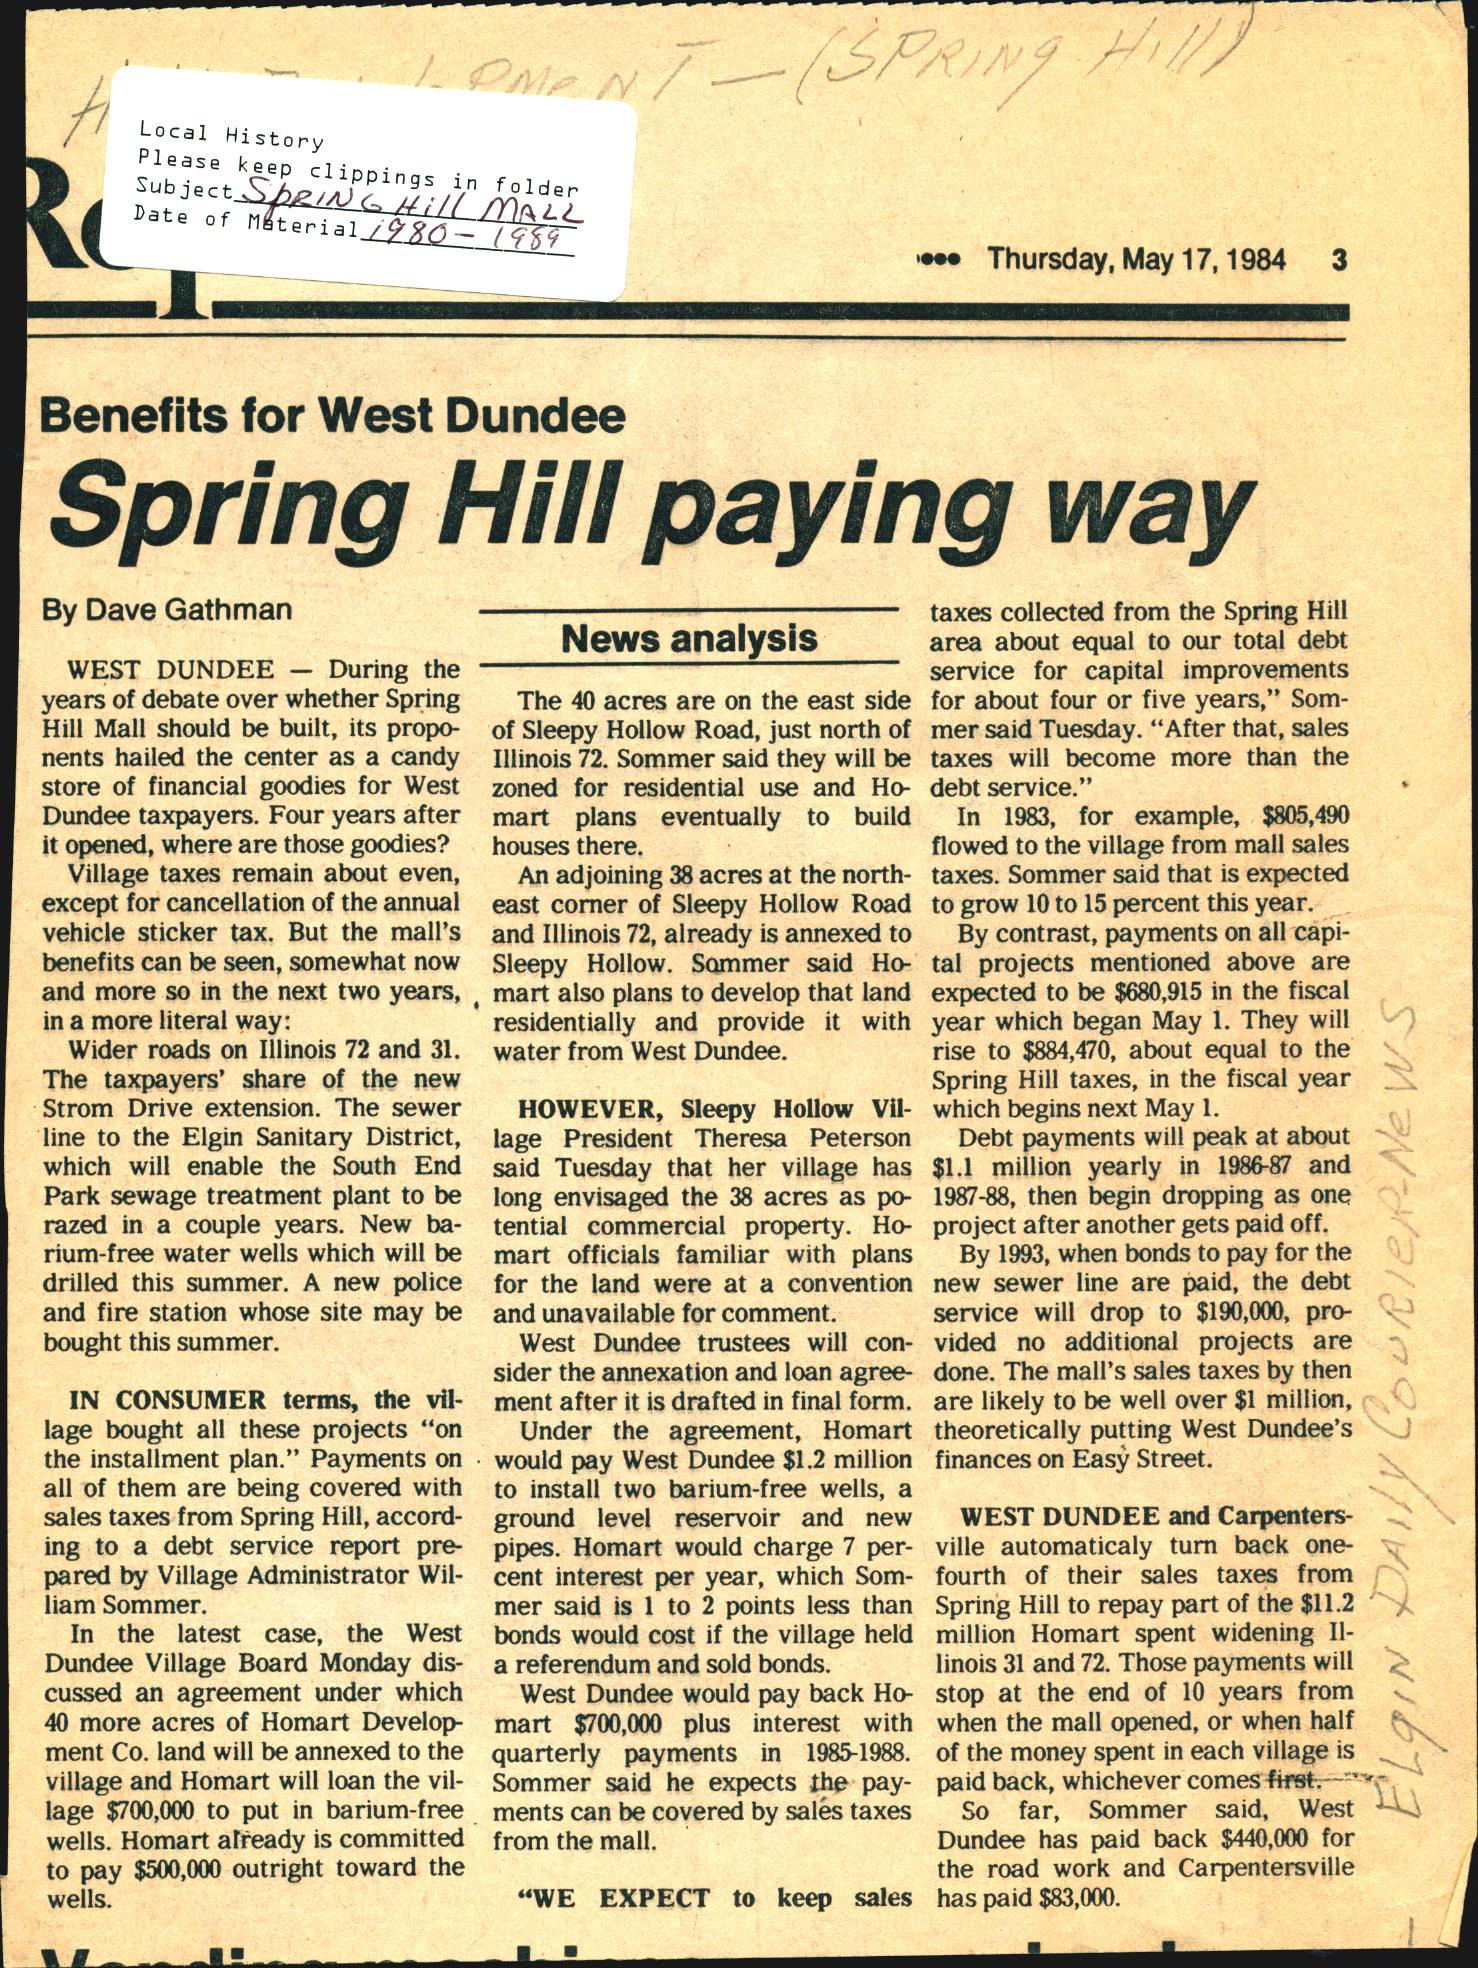 PMENT — (SPRING Hill)
Local History
Please keep clippings in folder
Subject SPRING Hill MALL
Date of Material 1980 - 1989
Rep
Thursday, May 17, 1984 3
Benefits for West Dundee
Spring Hill paying way
By Dave Gathman
WEST DUNDEE — During the
years of debate over whether Spring
Hill Mall should be built, its propo-
nents hailed the center as a candy
store of financial goodies for West
Dundee taxpayers. Four years after
it opened, where are those goodies?
Village taxes remain about even,
except for cancellation of the annual
vehicle sticker tax. But the mall's
benefits can be seen, somewhat now
and more so in the next two years,
in a more literal way:
Wider roads on Illinois 72 and 31.
The taxpayers' share of the new
Strom Drive extension. The sewer
line to the Elgin Sanitary District,
which will enable the South End
Park sewage treatment plant to be
razed in a couple years. New ba-
rium-free water wells which will be
drilled this summer. A new police
and fire station whose site may be
bought this summer.
IN CONSUMER terms, the vil-
lage bought all these projects “on
the installment plan.” Payments on
all of them are being covered with
sales taxes from Spring Hill, accord-
ing to a debt service report pre-
pared by Village Administrator Wil-
liam Sommer.
In the latest case, the West
Dundee Village Board Monday dis-
cussed an agreement under which
40 more acres of Homart Develop-
ment Co. land will be annexed to the
village and Homart will loan the vil-
lage $700,000 to put in barium-free
wells. Homart already is committed
to pay $500,000 outright toward the
wells.
News analysis
The 40 acres are on the east side
of Sleepy Hollow Road, just north of
Illinois 72. Sommer said they will be
zoned for residential use and Ho-
mart plans eventually to build
houses there.
An adjoining 38 acres at the north-
east corner of Sleepy Hollow Road
and Illinois 72, already is annexed to
Sleepy Hollow. Sommer said Ho-
mart also plans to develop that land
residentially and provide it with
water from West Dundee.
HOWEVER, Sleepy Hollow Vil-
lage President Theresa Peterson
said Tuesday that her village has
long envisaged the 38 acres as po-
tential commercial property. Ho-
mart officials familiar with plans
for the land were at a convention
and unavailable for comment.
West Dundee trustees will con-
sider the annexation and loan agree-
ment after it is drafted in final form.
Under the agreement, Homart
would pay West Dundee $1.2 million
to install two barium-free wells, a
ground level reservoir and new
pipes. Homart would charge 7 per-
cent interest per year, which Som-
mer said is 1 to 2 points less than
bonds would cost if the village held
a referendum and sold bonds.
West Dundee would pay back Ho-
mart $700,000 plus interest with
quarterly payments in 1985-1988.
Sommer said he expects the pay-
ments can be covered by sales taxes
from the mall.
“WE EXPECT to keep sales
taxes collected from the Spring Hill
area about equal to our total debt
service for capital improvements
for about four or five years,” Som-
mer said Tuesday. “After that, sales
taxes will become more than the
debt service.”
In 1983, for example, $805,490
flowed to the village from mall sales
taxes. Sommer said that is expected
to grow 10 to 15 percent this year.
By contrast, payments on all capi-
tal projects mentioned above are
expected to be $680,915 in the fiscal
year which began May 1. They will
rise to $884,470, about equal to the
Spring Hill taxes, in the fiscal year
which begins next May 1.
Debt payments will peak at about
$1.1 million yearly in 1986-87 and
1987-88, then begin dropping as one
project after another gets paid off.
By 1993, when bonds to pay for the
new sewer line are paid, the debt
service will drop to $190,000, pro-
vided no additional projects are
done. The mall's sales taxes by then
are likely to be well over $1 million,
theoretically putting West Dundee's
finances on Easy Street.
WEST DUNDEE and Carpenters-
ville automaticaly turn back one-
fourth of their sales taxes from
Spring Hill to repay part of the $11.2
million Homart spent widening Il-
linois 31 and 72. Those payments will
stop at the end of 10 years from
when the mall opened, or when half
of the money spent in each village is
paid back, whichever comes first.
So far, Sommer said, West
Dundee has paid back $440,000 for
the road work and Carpentersville
has paid $83,000.
ELGIN DAILY COURIER-NEWS